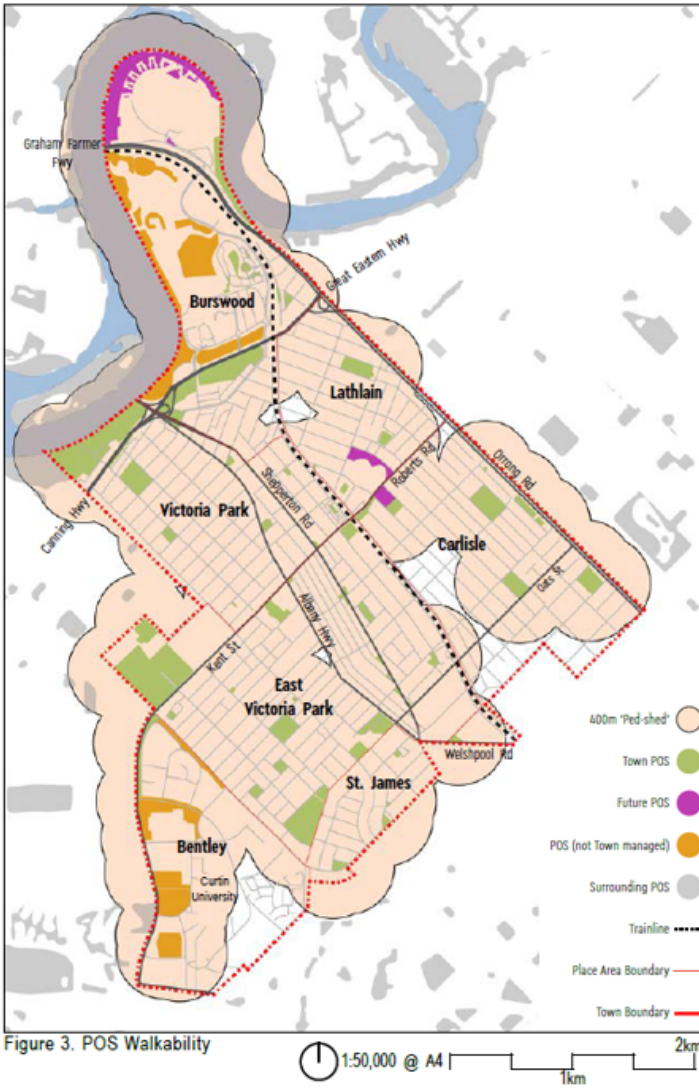 Graham Farmer
Fwy
Great Eastern Hwy
Burswood
Lathlain
Roberts Rd
Orrong Rd
Shepperton Rd
Canning Hwy
Victoria Park
Carlisle
Oats St
Albany Hwy
Kent St
East
Victoria Park
Welshpool Rd
St. James
Bentley
Curtin
University
400m 'Ped-shed'
Town POS
Future POS
POS (not Town managed)
Surrounding POS
Trainline
Place Area Boundary
Town Boundary
Figure 3. POS Walkability
1:50,000 @ A4
1km
2km